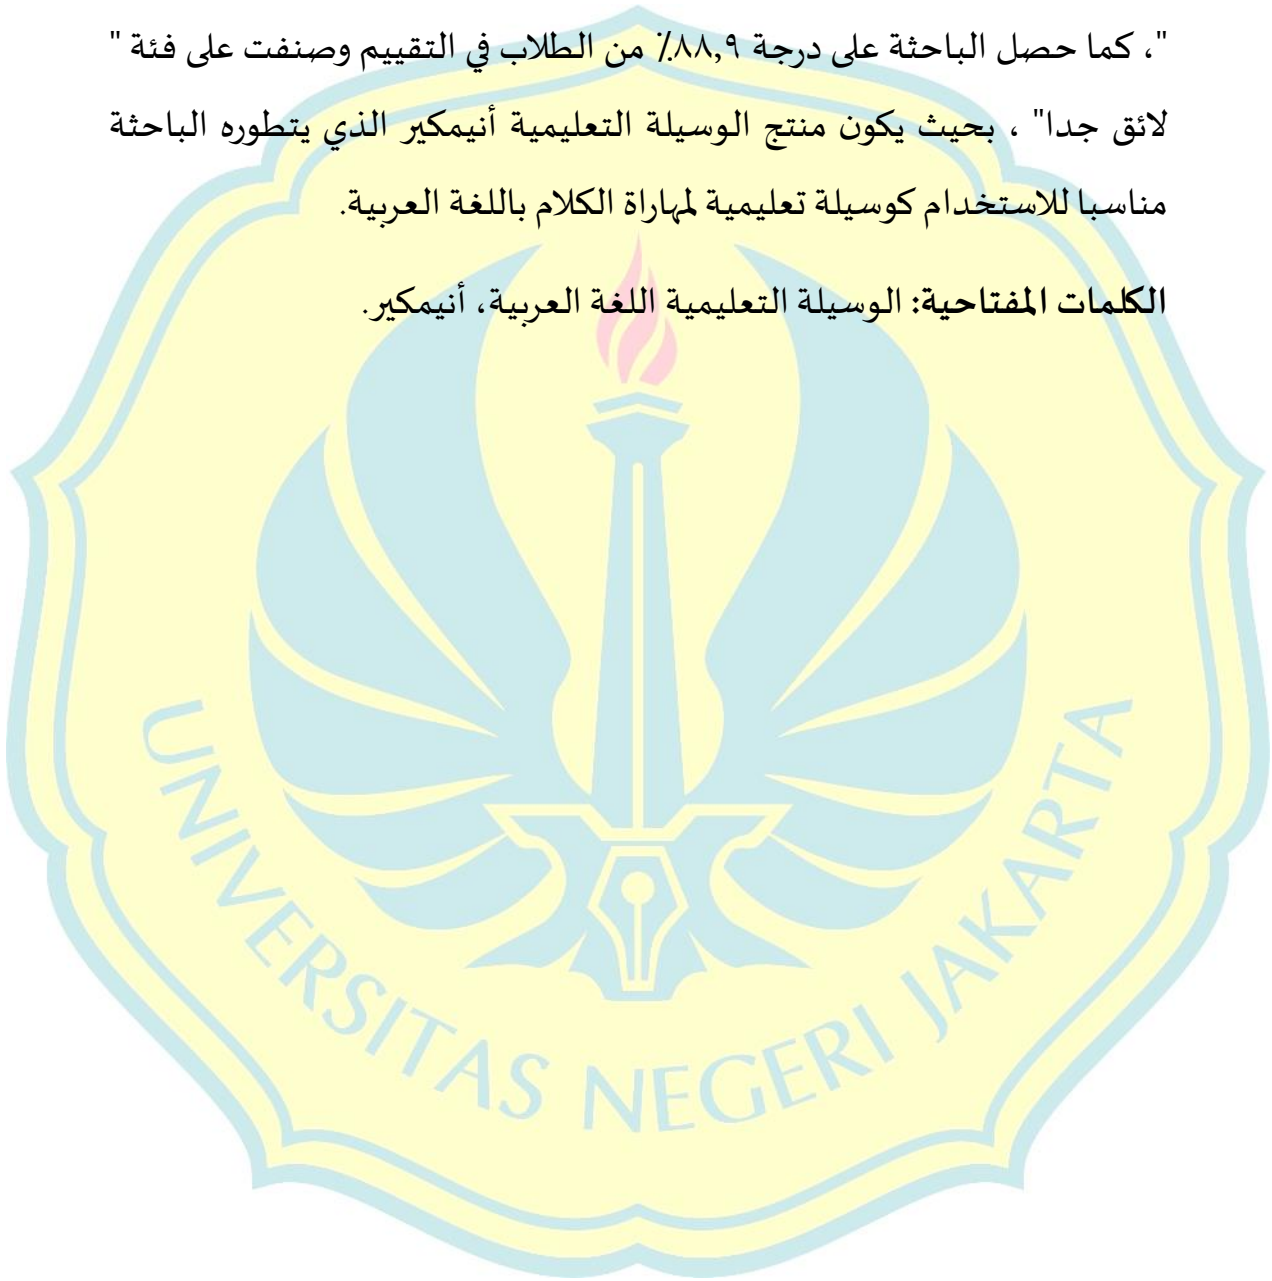 "، كما حصل الباحثة على درجة ٨٨,٩٪ من الطلاب في التقييم وصنفت على فئة "
لائق جدا" ، بحيث يكون منتج الوسيلة التعليمية أنيمكير الذي يتطوره الباحثة
مناسبا للاستخدام كوسيلة تعليمية لمهاراة الكلام باللغة العربية.
الكلمات المفتاحية: الوسيلة التعليمية اللغة العربية، أنيمكير.
UNIVERSITAS NEGERI JAKARTA